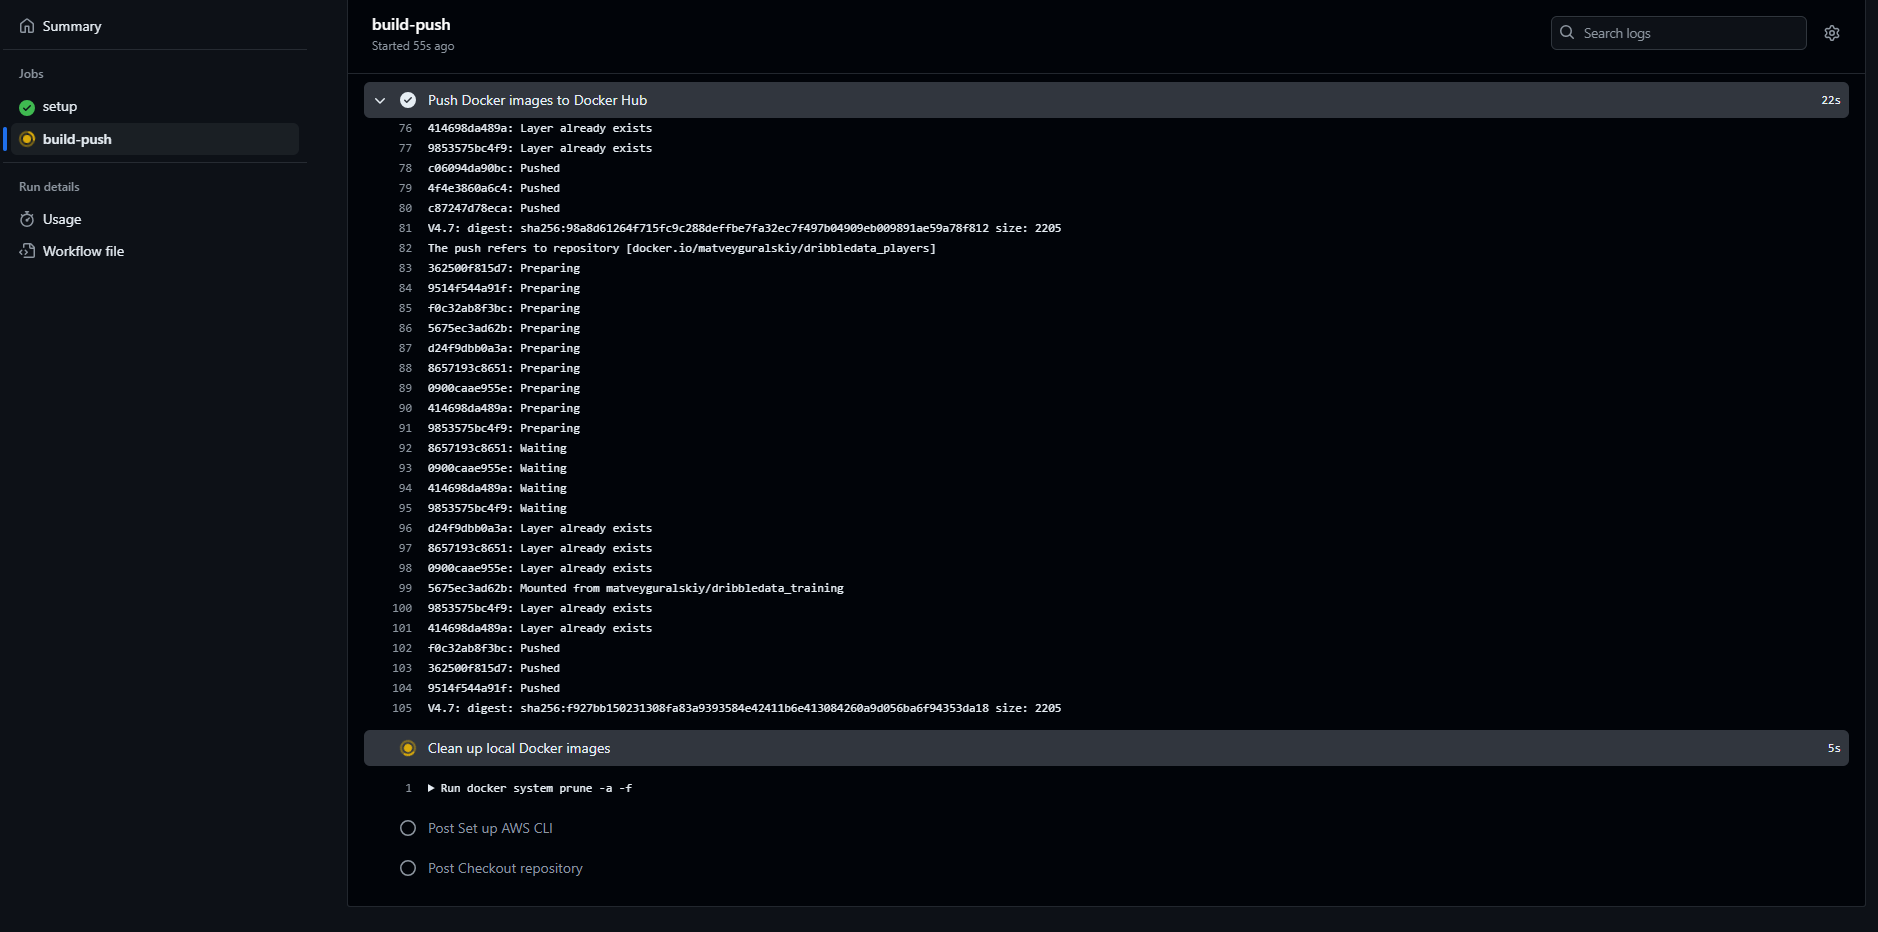 Summary
Jobs
setup
build-push
Run details
Usage
Workflow file
build-push
Started 55s ago
Search logs
Push Docker images to Docker Hub 22s
76 414698da489a: Layer already exists
77 9853575bc4f9: Layer already exists
78 c06094da90bc: Pushed
79 4f4e3860a6c4: Pushed
80 c87247d78eca: Pushed
81 V4.7: digest: sha256:98a8d61264f715fc9c288deffbe7fa32ec7f497b04909eb009891ae59a78f812 size: 2205
82 The push refers to repository [docker.io/matveyguralskiy/dribbledata_players]
83 362500f815d7: Preparing
84 9514f544a91f: Preparing
85 f0c32ab8f3bc: Preparing
86 5675ec3ad62b: Preparing
87 d24f9dbb0a3a: Preparing
88 8657193c8651: Preparing
89 0900caae955e: Preparing
90 414698da489a: Preparing
91 9853575bc4f9: Preparing
92 8657193c8651: Waiting
93 0900caae955e: Waiting
94 414698da489a: Waiting
95 9853575bc4f9: Waiting
96 d24f9dbb0a3a: Layer already exists
97 8657193c8651: Layer already exists
98 0900caae955e: Layer already exists
99 5675ec3ad62b: Mounted from matveyguralskiy/dribbledata_training
100 9853575bc4f9: Layer already exists
101 414698da489a: Layer already exists
102 f0c32ab8f3bc: Pushed
103 362500f815d7: Pushed
104 9514f544a91f: Pushed
105 V4.7: digest: sha256:f927bb150231308fa83a9393584e42411b6e413084260a9d056ba6f94353da18 size: 2205
Clean up local Docker images 5s
1 Run docker system prune -a -f
Post Set up AWS CLI
Post Checkout repository